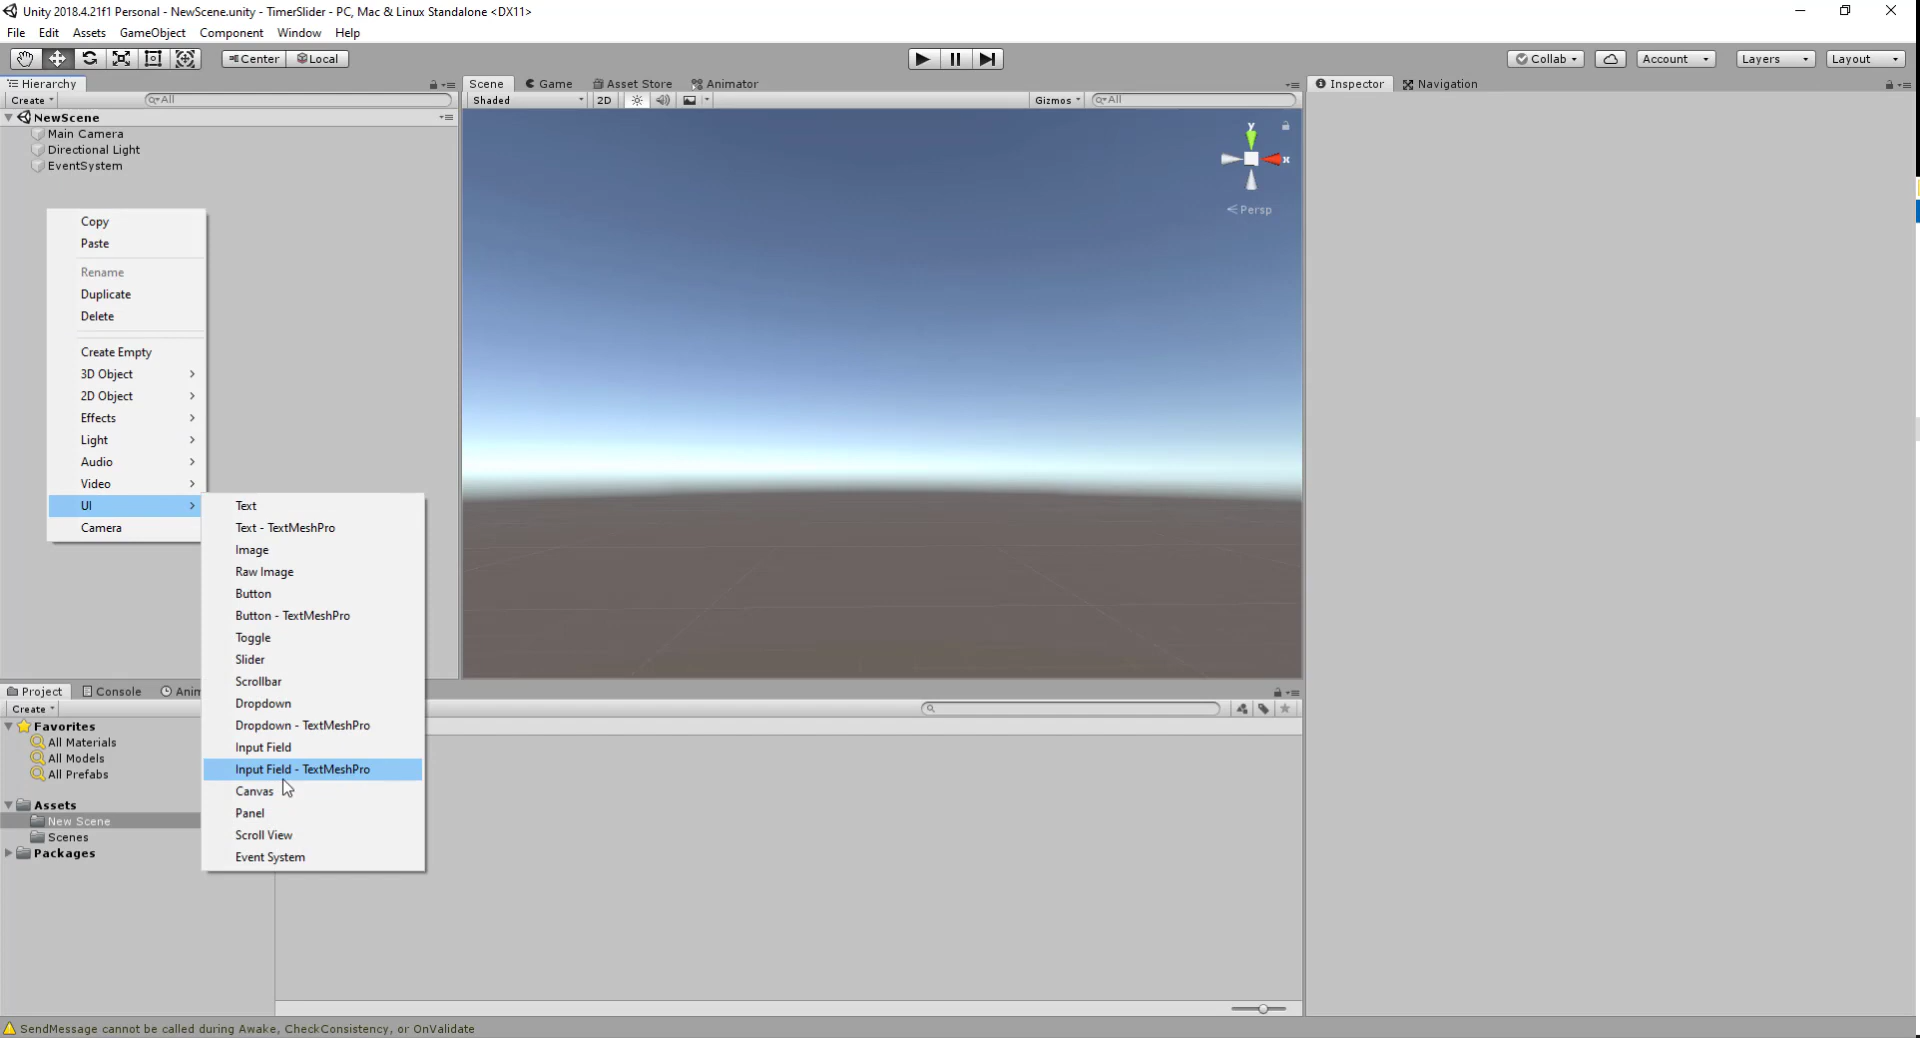 Unity 2018.4.21f1 Personal - NewScene.unity - TimerSlider - PC, Mac & Linux Standalone <DX11>
File Edit Assets GameObject Component Window Help
Center Local Collab Account Layers Layout
Hierarchy Scene Game Asset Store Animator Inspector Navigation
Create All Shaded 2D Gizmos All
NewScene
Main Camera
Directional Light
EventSystem
y
x
Persp
Copy
Paste
Rename
Duplicate
Delete
Create Empty
3D Object
2D Object
Effects
Light
Audio
Video
UI
Camera
Text
Text - TextMeshPro
Image
Raw Image
Button
Button - TextMeshPro
Toggle
Slider
Scrollbar
Dropdown
Dropdown - TextMeshPro
Input Field
Input Field - TextMeshPro
Canvas
Panel
Scroll View
Event System
Project Console Anim
Create
Favorites
All Materials
All Models
All Prefabs
Assets
New Scene
Scenes
Packages
SendMessage cannot be called during Awake, CheckConsistency, or OnValidate